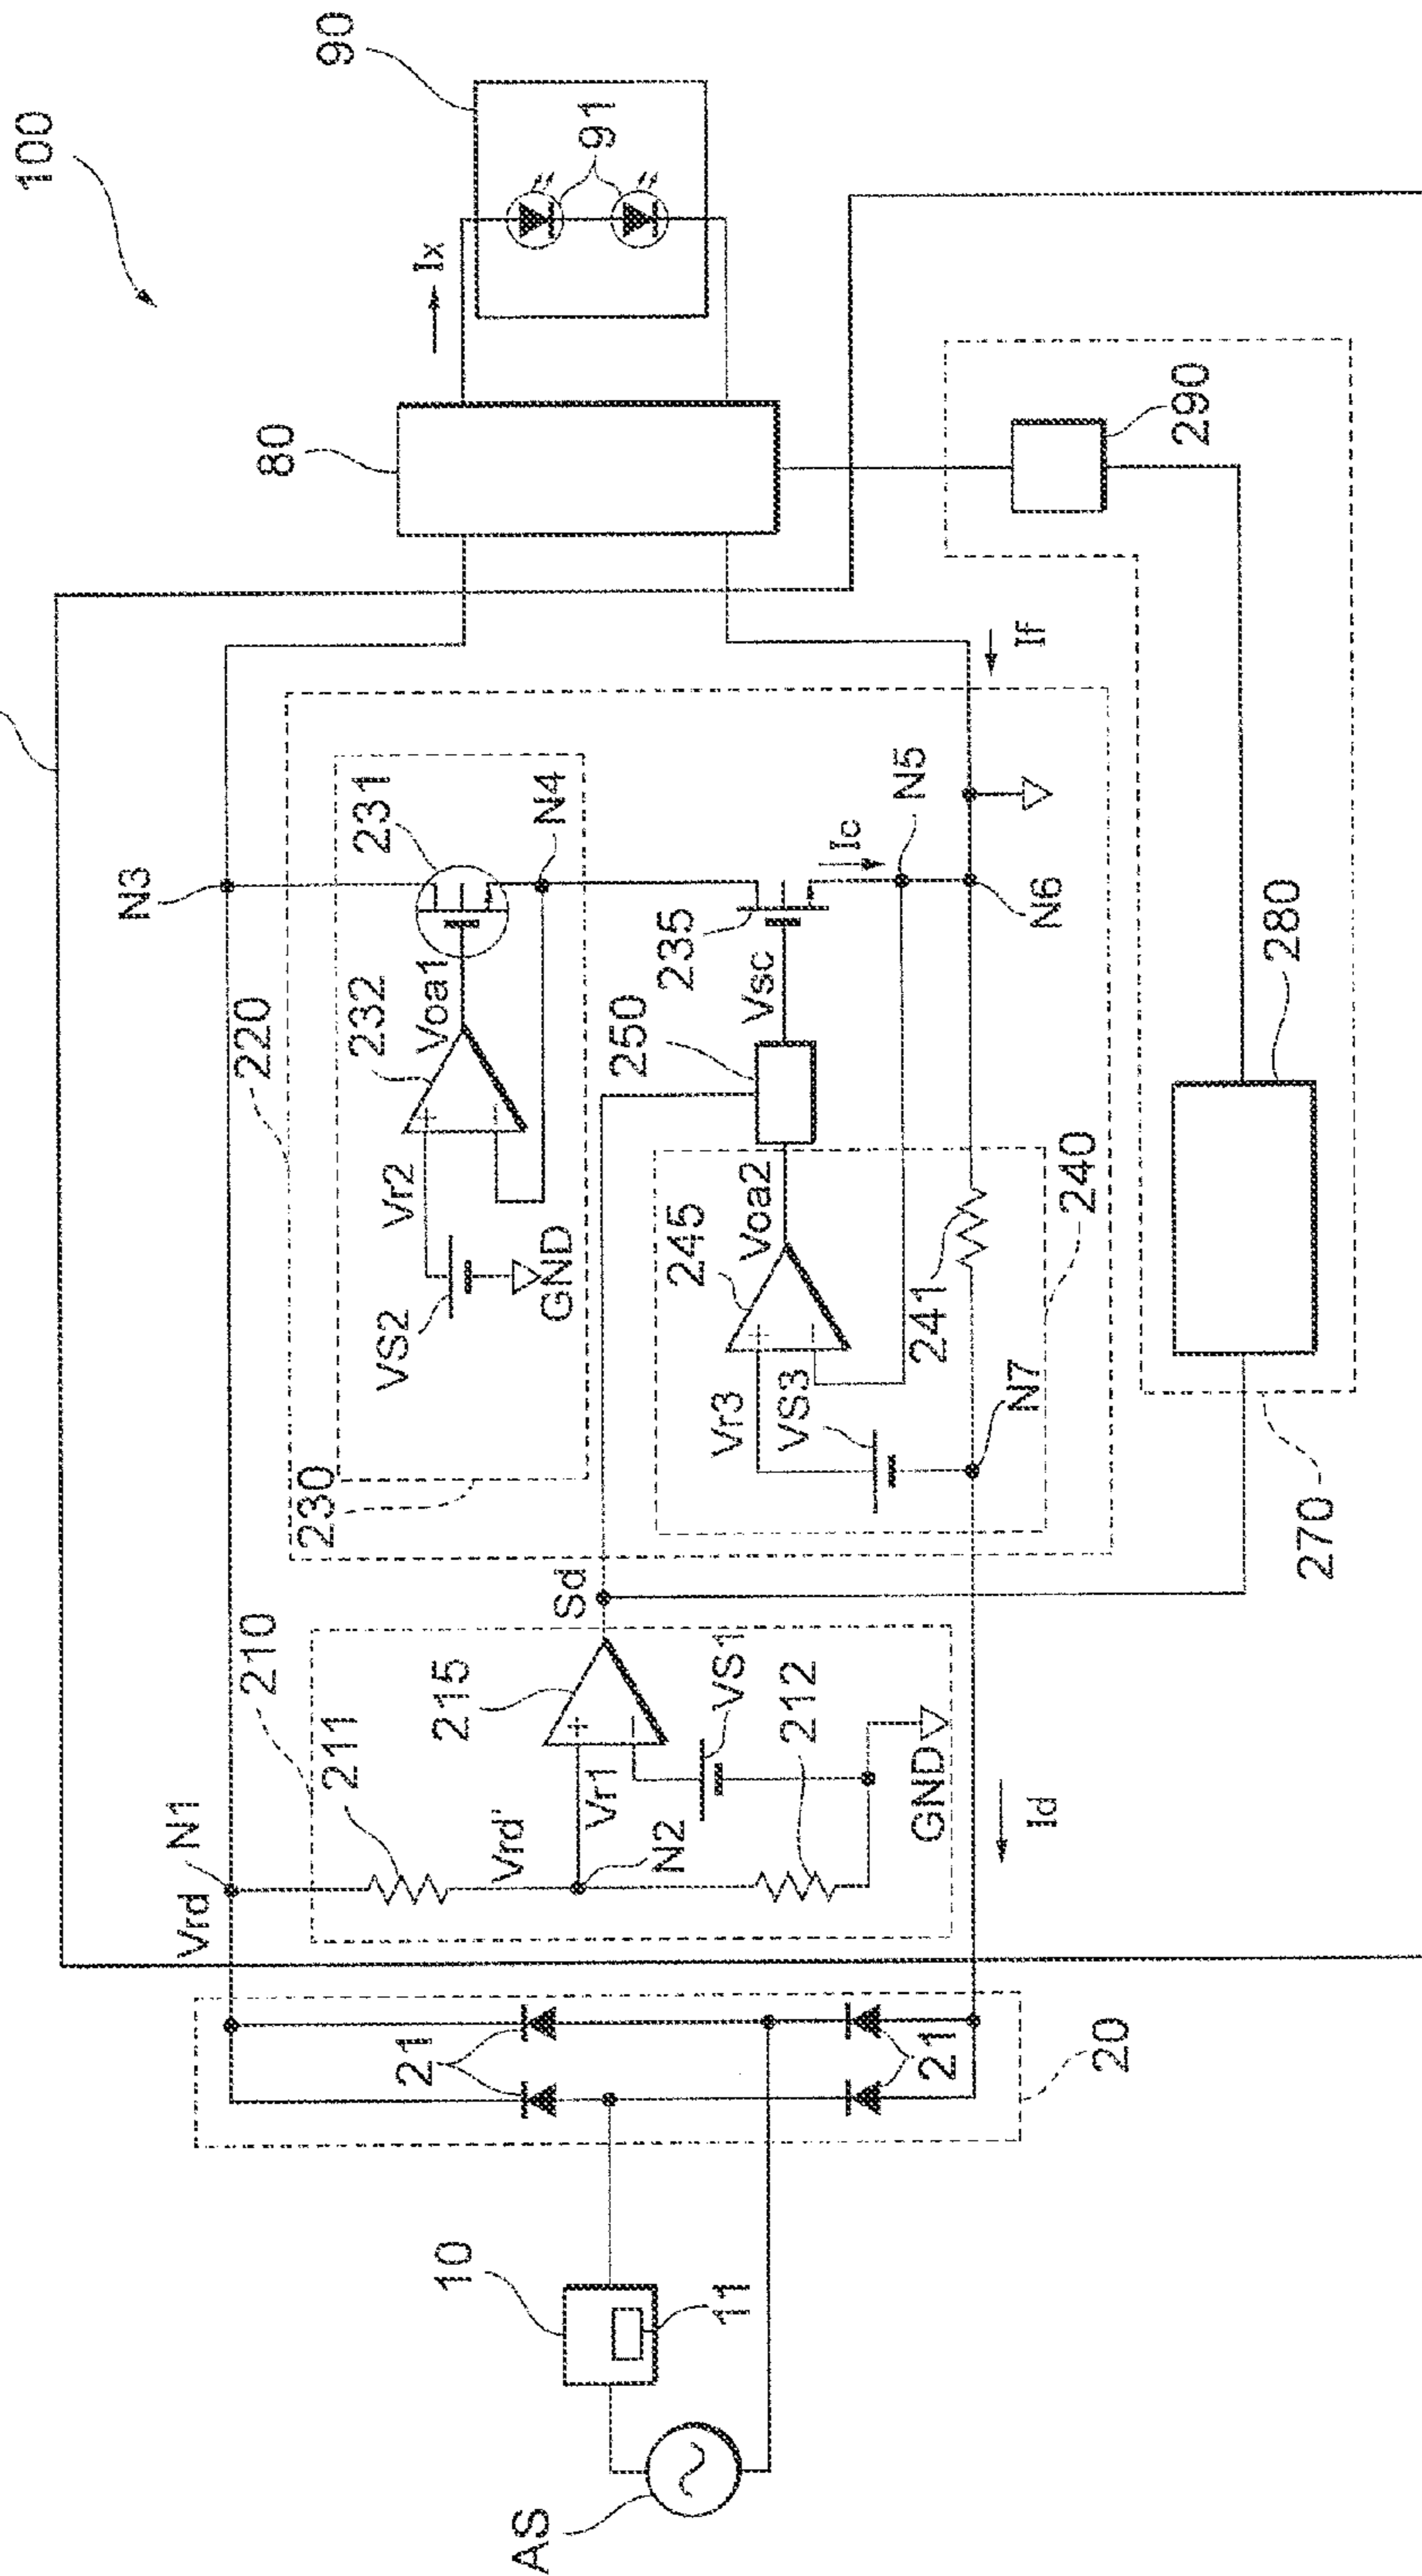 100
90
91
Ix
80
290
If
N3
220
231
232
Voa1
N4
Vr2
VS2
GND
230
235
Ic
N5
N6
Vsc
250
Voa2
245
241
240
Vr3
VS3
N7
280
270
Sd
210
211
215
VS1
212
Vr1
Vrd'
N2
GND
Id
N1
Vrd
21
21
20
10
11
AS